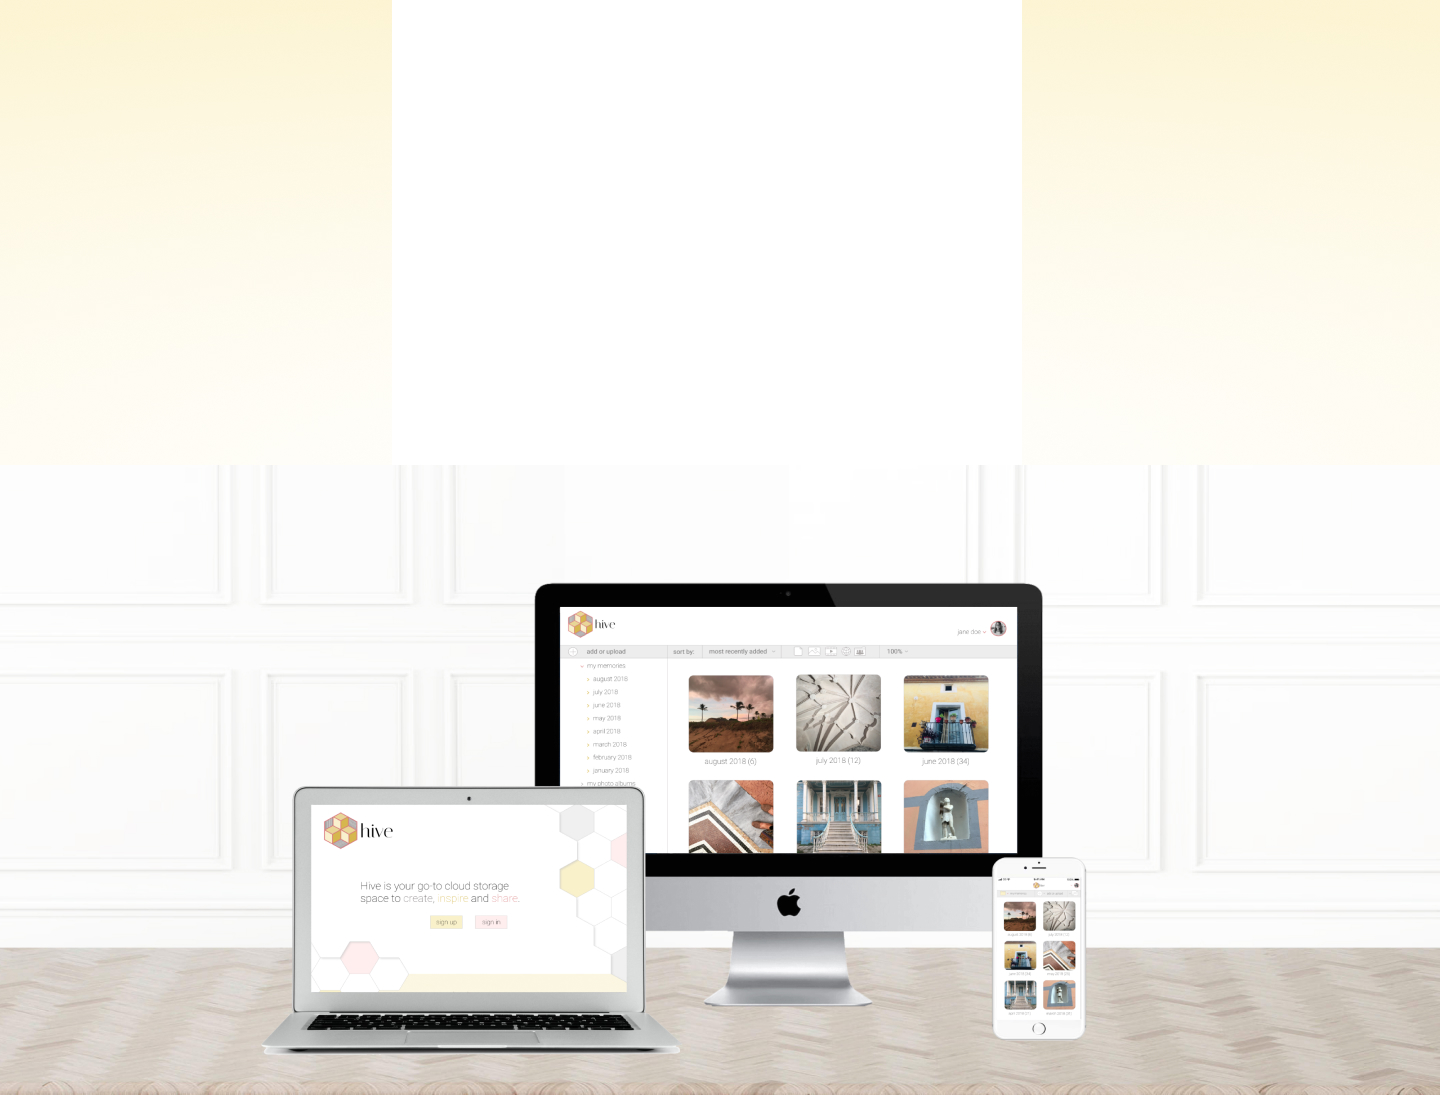 hive
jane doe
add or upload
sort by:
most recently added
100%
my memories
august 2018
july 2018
june 2018
may 2018
april 2018
march 2018
february 2018
january 2018
my photo albums
august 2018 (6)
july 2018 (12)
june 2018 (34)
hive
Hive is your go-to cloud storage
space to create, inspire and share.
sign up
sign in